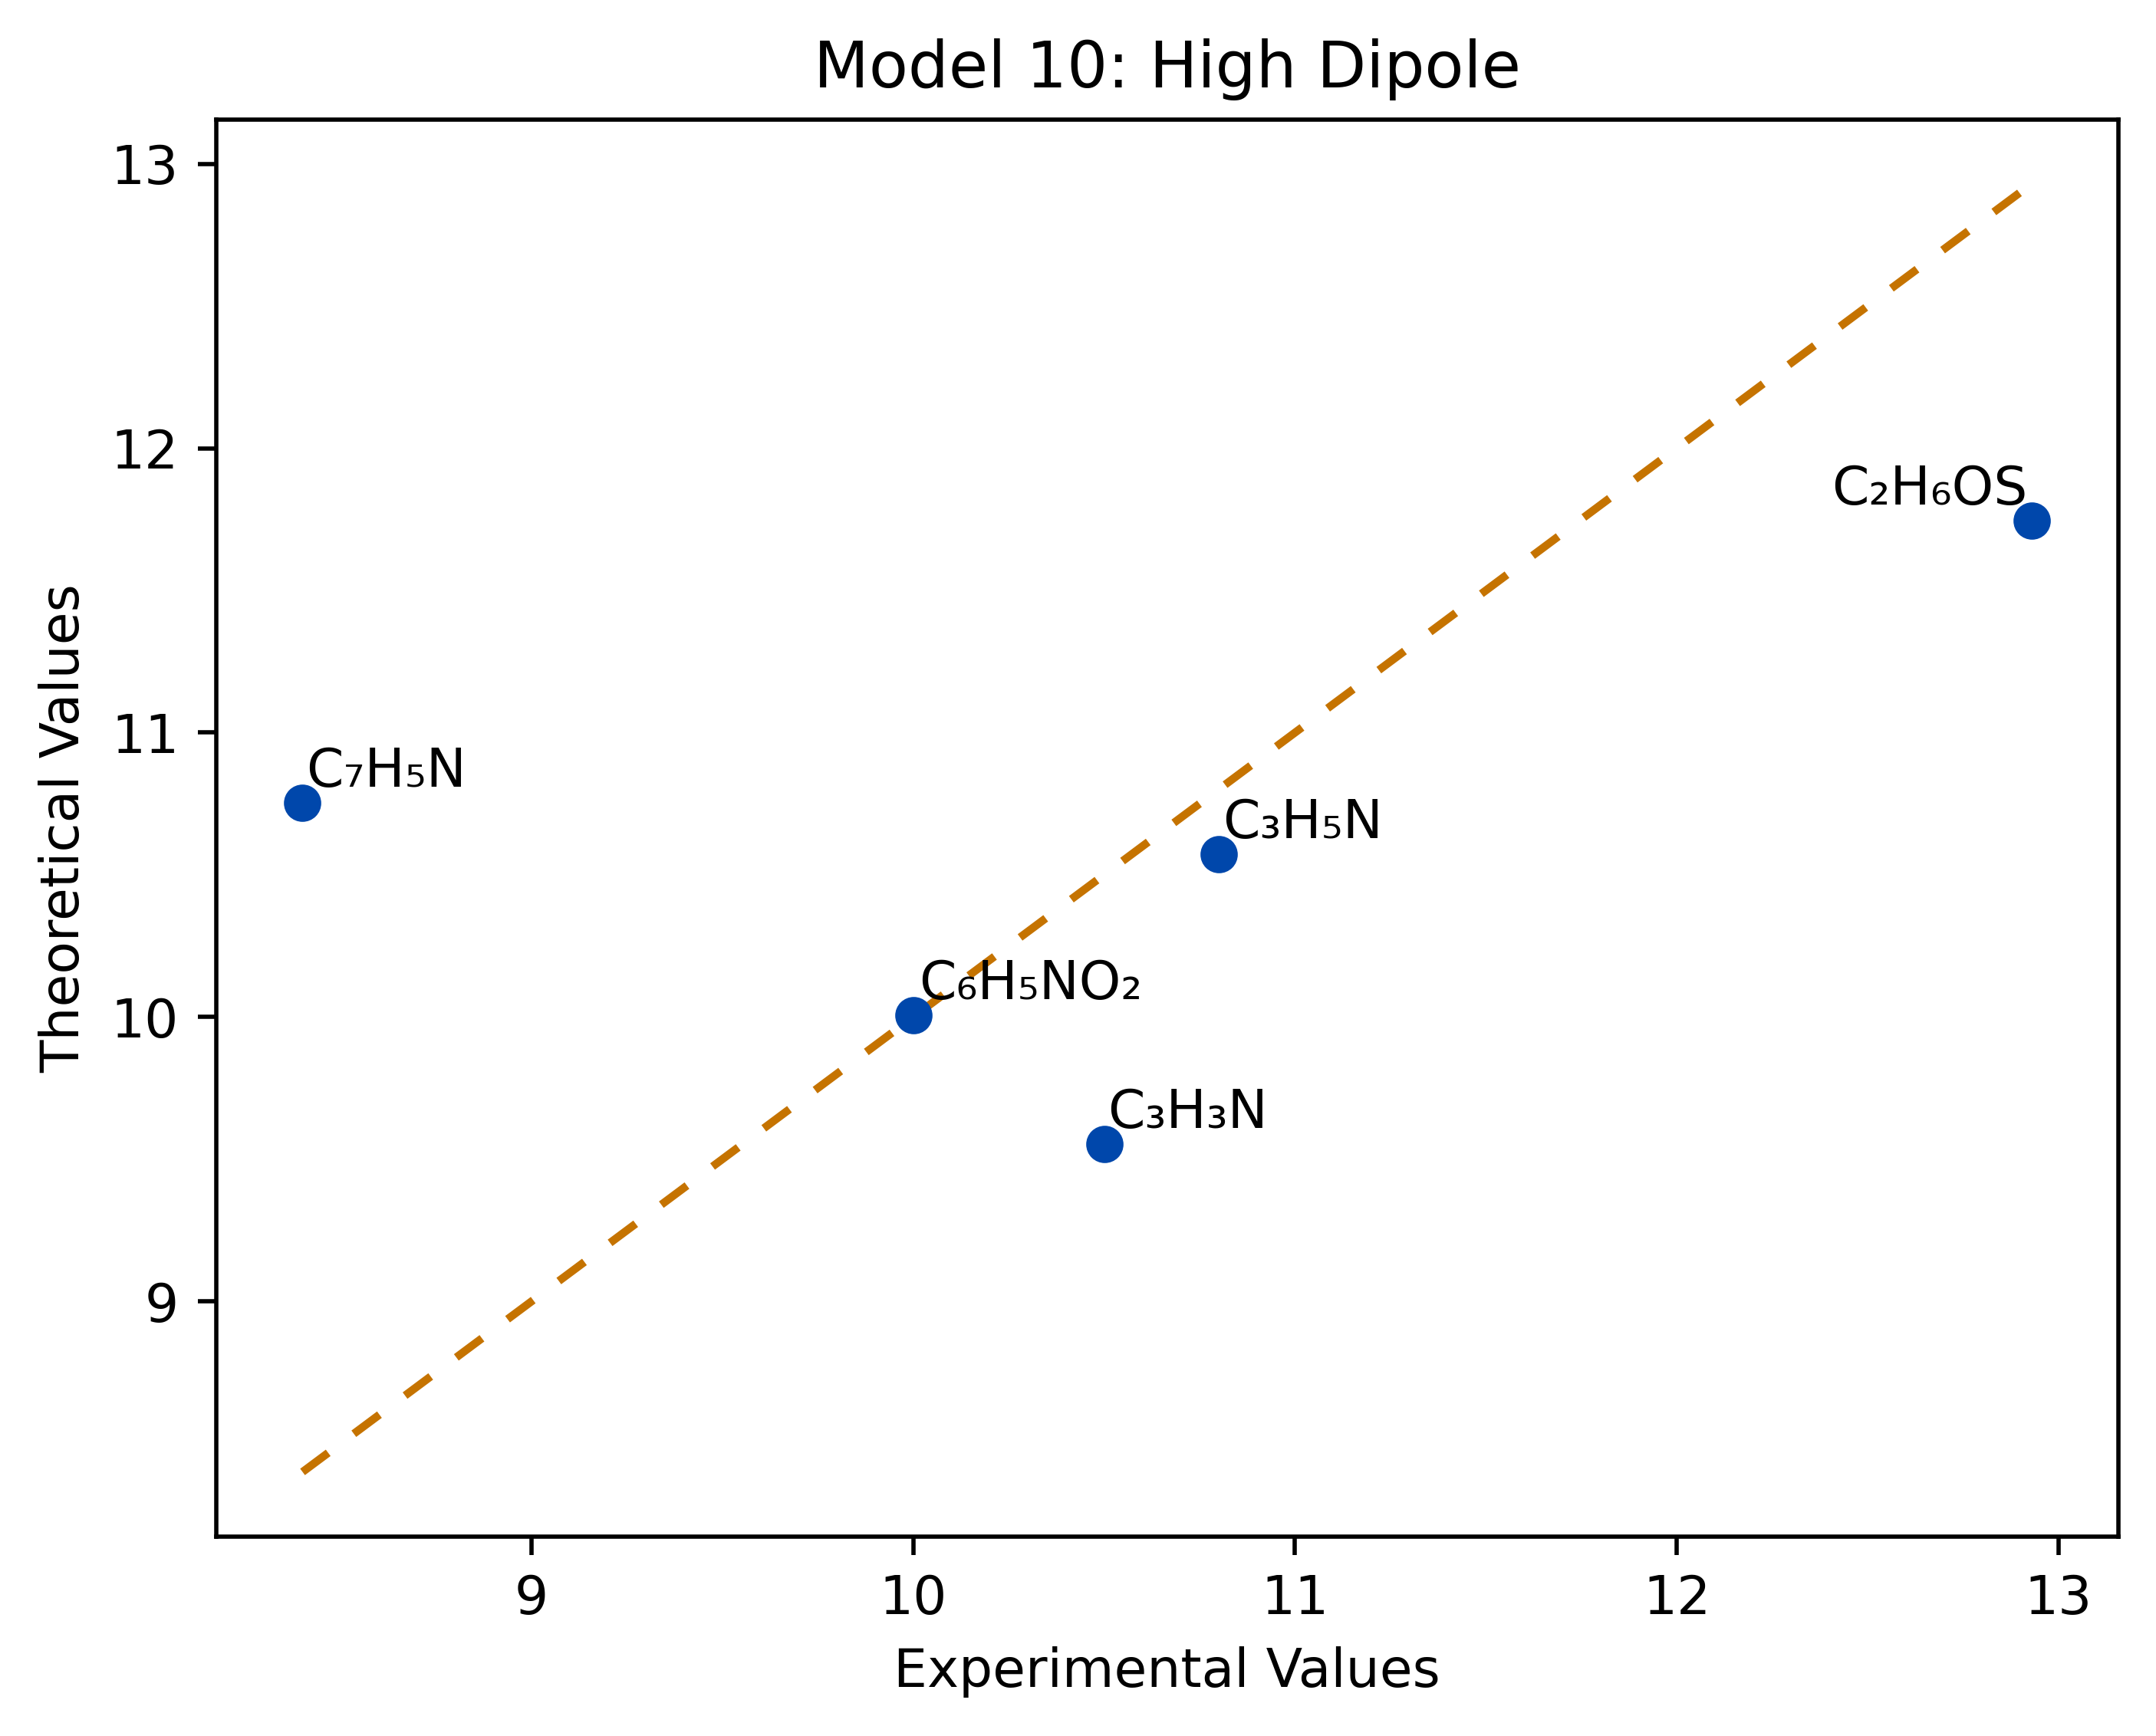 Model 10: High Dipole
13
12
11
10
9
Theoretical Values
C₂H₆OS
C₇H₅N
C₃H₅N
C₆H₅NO₂
C₃H₃N
9 10 11 12 13
Experimental Values